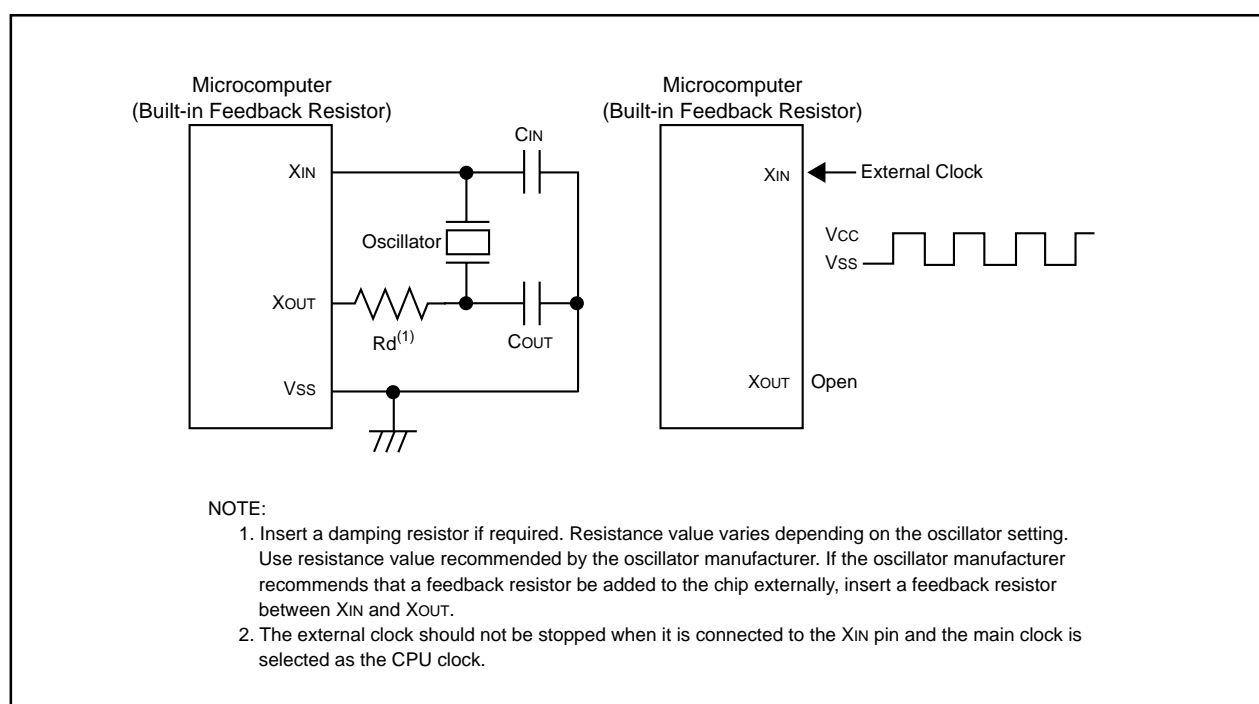 Microcomputer
(Built-in Feedback Resistor)
XIN
CIN
Oscillator
XOUT
Rd(1)
COUT
VSS
Microcomputer
(Built-in Feedback Resistor)
XIN
External Clock
VCC
VSS
XOUT
Open
NOTE:
1. Insert a damping resistor if required. Resistance value varies depending on the oscillator setting.
Use resistance value recommended by the oscillator manufacturer. If the oscillator manufacturer
recommends that a feedback resistor be added to the chip externally, insert a feedback resistor
between XIN and XOUT.
2. The external clock should not be stopped when it is connected to the XIN pin and the main clock is
selected as the CPU clock.